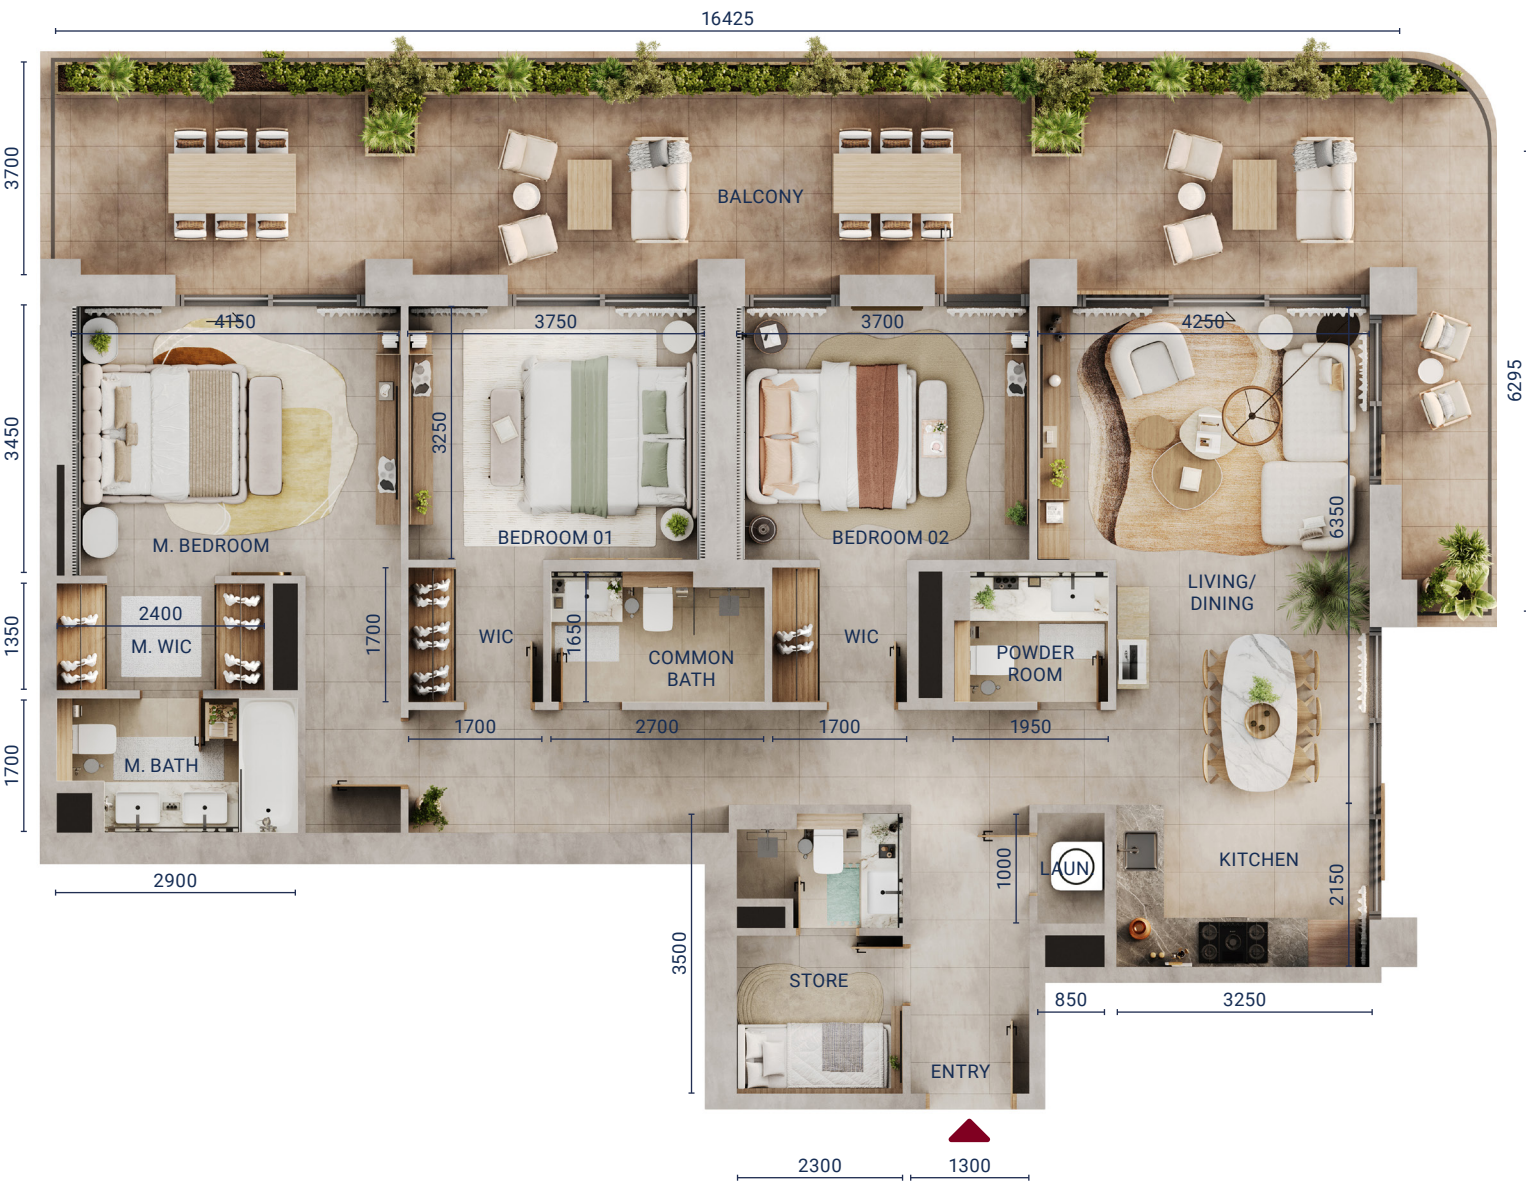 16425
3700
BALCONY
6295
4150
3750
3700
4250
3450
3250
6350
M. BEDROOM
BEDROOM 01
BEDROOM 02
LIVING/
DINING
1350
2400
M. WIC
1700
WIC
1650
COMMON
BATH
WIC
POWDER
ROOM
1700
2700
1700
1950
1700
M. BATH
2900
1000
LAUN
KITCHEN
2150
3500
STORE
850
3250
ENTRY
2300
1300